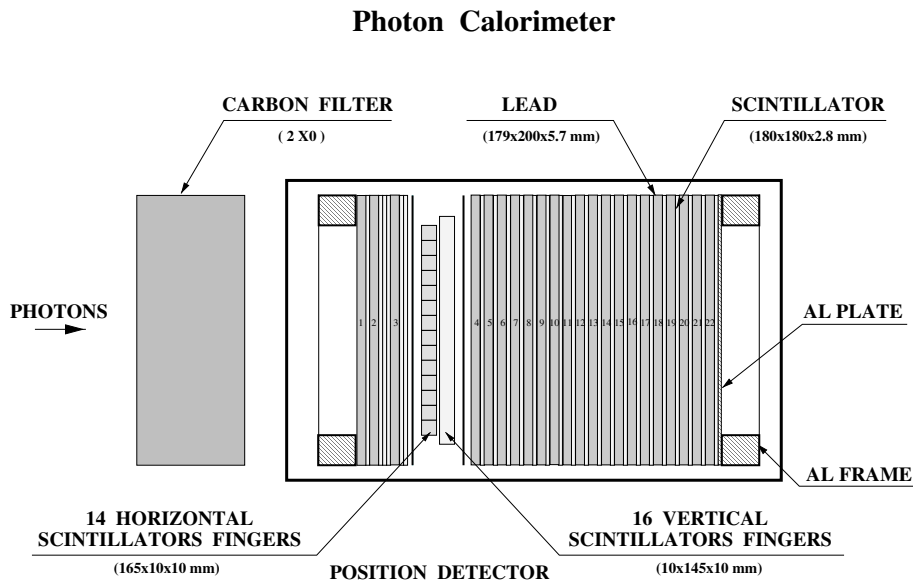 Photon Calorimeter
CARBON FILTER
( 2 X0 )
LEAD
(179x200x5.7 mm)
SCINTILLATOR
(180x180x2.8 mm)
PHOTONS
1 2 3 4 5 6 7 8 9 10 11 12 13 14 15 16 17 18 19 20 21 22
AL PLATE
AL FRAME
14 HORIZONTAL
SCINTILLATORS FINGERS
(165x10x10 mm)
16 VERTICAL
SCINTILLATORS FINGERS
(10x145x10 mm)
POSITION DETECTOR